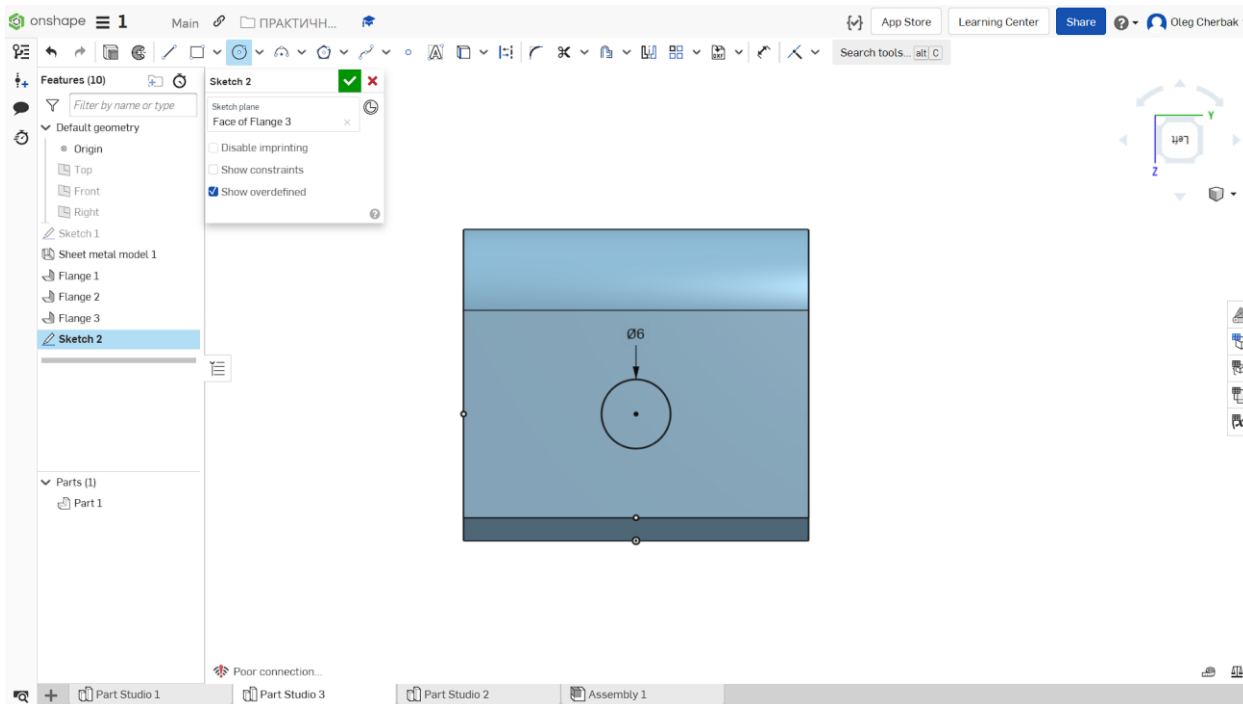 onshape 1 Main ПРАКТИЧН... App Store Learning Center Share Oleg Cherbak
Search tools... alt C
Features (10)
Filter by name or type
Default geometry
Origin
Top
Front
Right
Sketch 1
Sheet metal model 1
Flange 1
Flange 2
Flange 3
Sketch 2
Parts (1)
Part 1
Sketch 2
Sketch plane
Face of Flange 3
Disable imprinting
Show constraints
Show overdefined
Ø6
Y
Left
Z
Poor connection...
Part Studio 1 Part Studio 3 Part Studio 2 Assembly 1